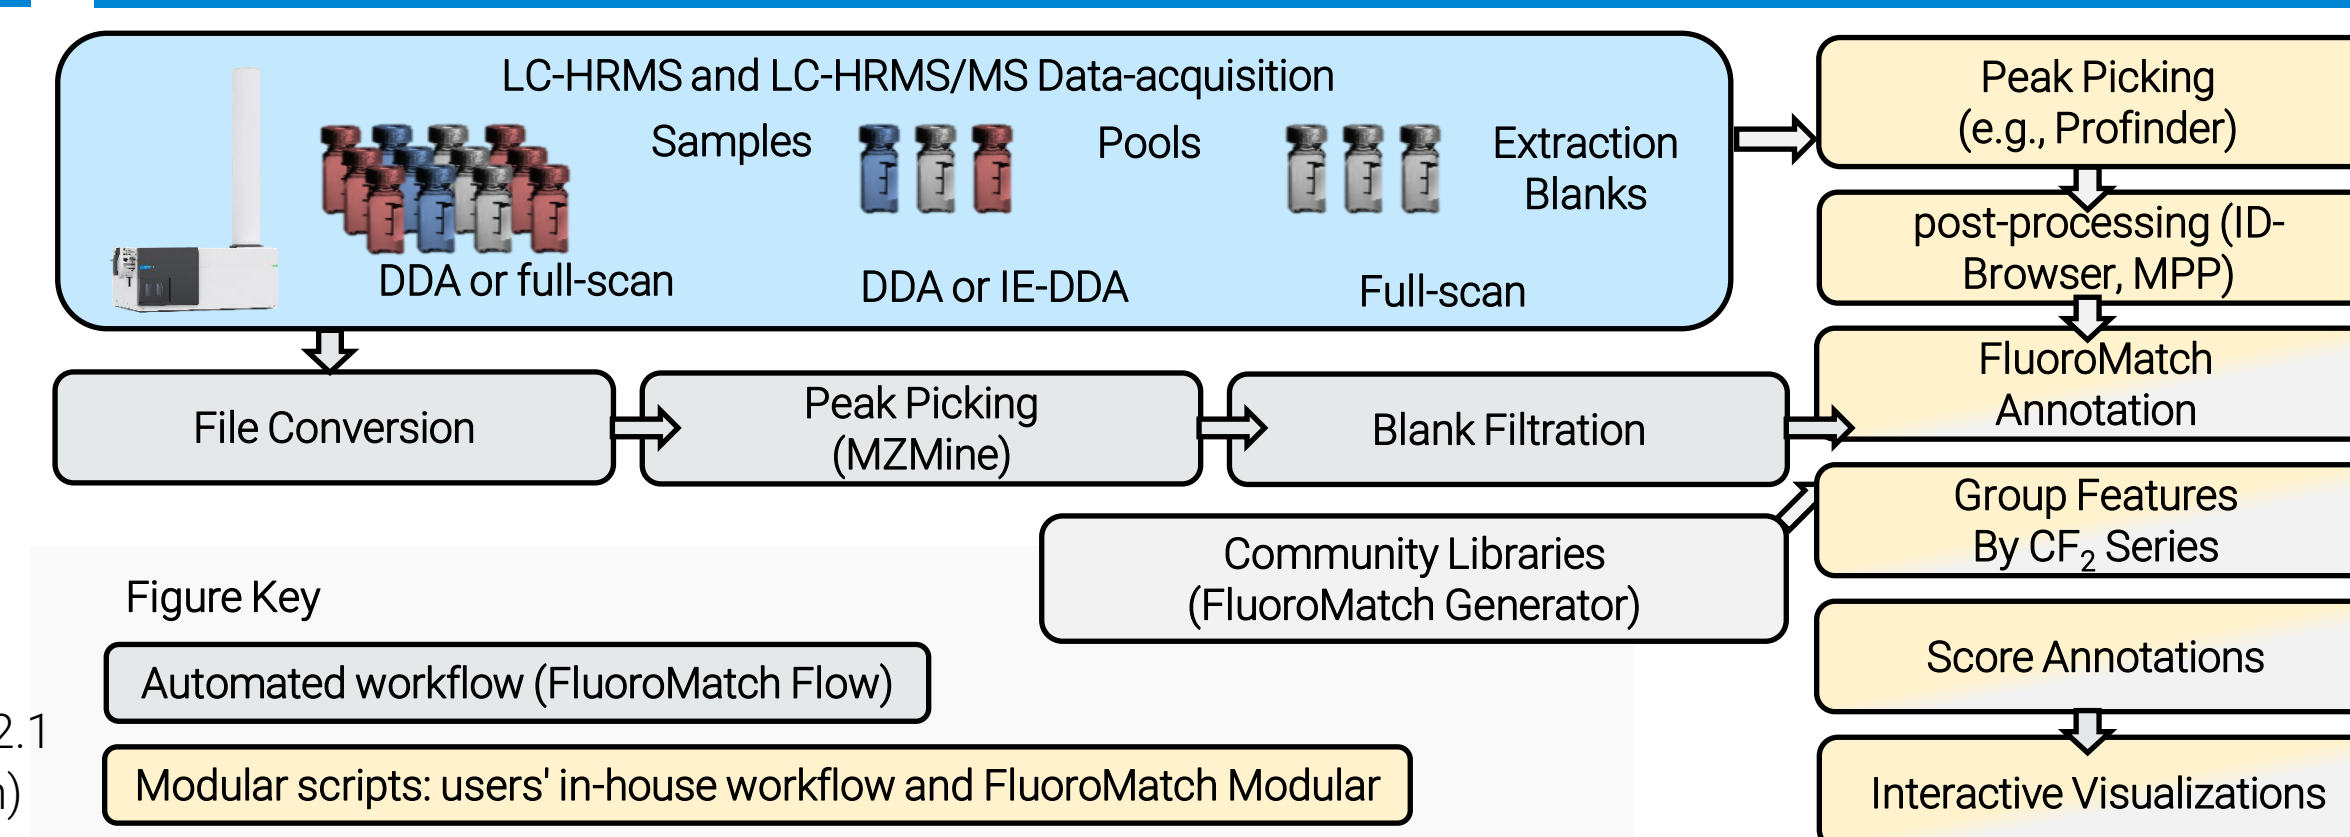 LC-HRMS and LC-HRMS/MS Data-acquisition
Samples
Pools
Extraction
Blanks
DDA or full-scan
DDA or IE-DDA
Full-scan
Peak Picking
(e.g., Profinder)
post-processing (ID-
Browser, MPP)
FluoroMatch
Annotation
File Conversion
Peak Picking
(MZMine)
Blank Filtration
Group Features
By CF₂ Series
Community Libraries
(FluoroMatch Generator)
Score Annotations
Interactive Visualizations
Figure Key
Automated workflow (FluoroMatch Flow)
Modular scripts: users' in-house workflow and FluoroMatch Modular
2.1
)